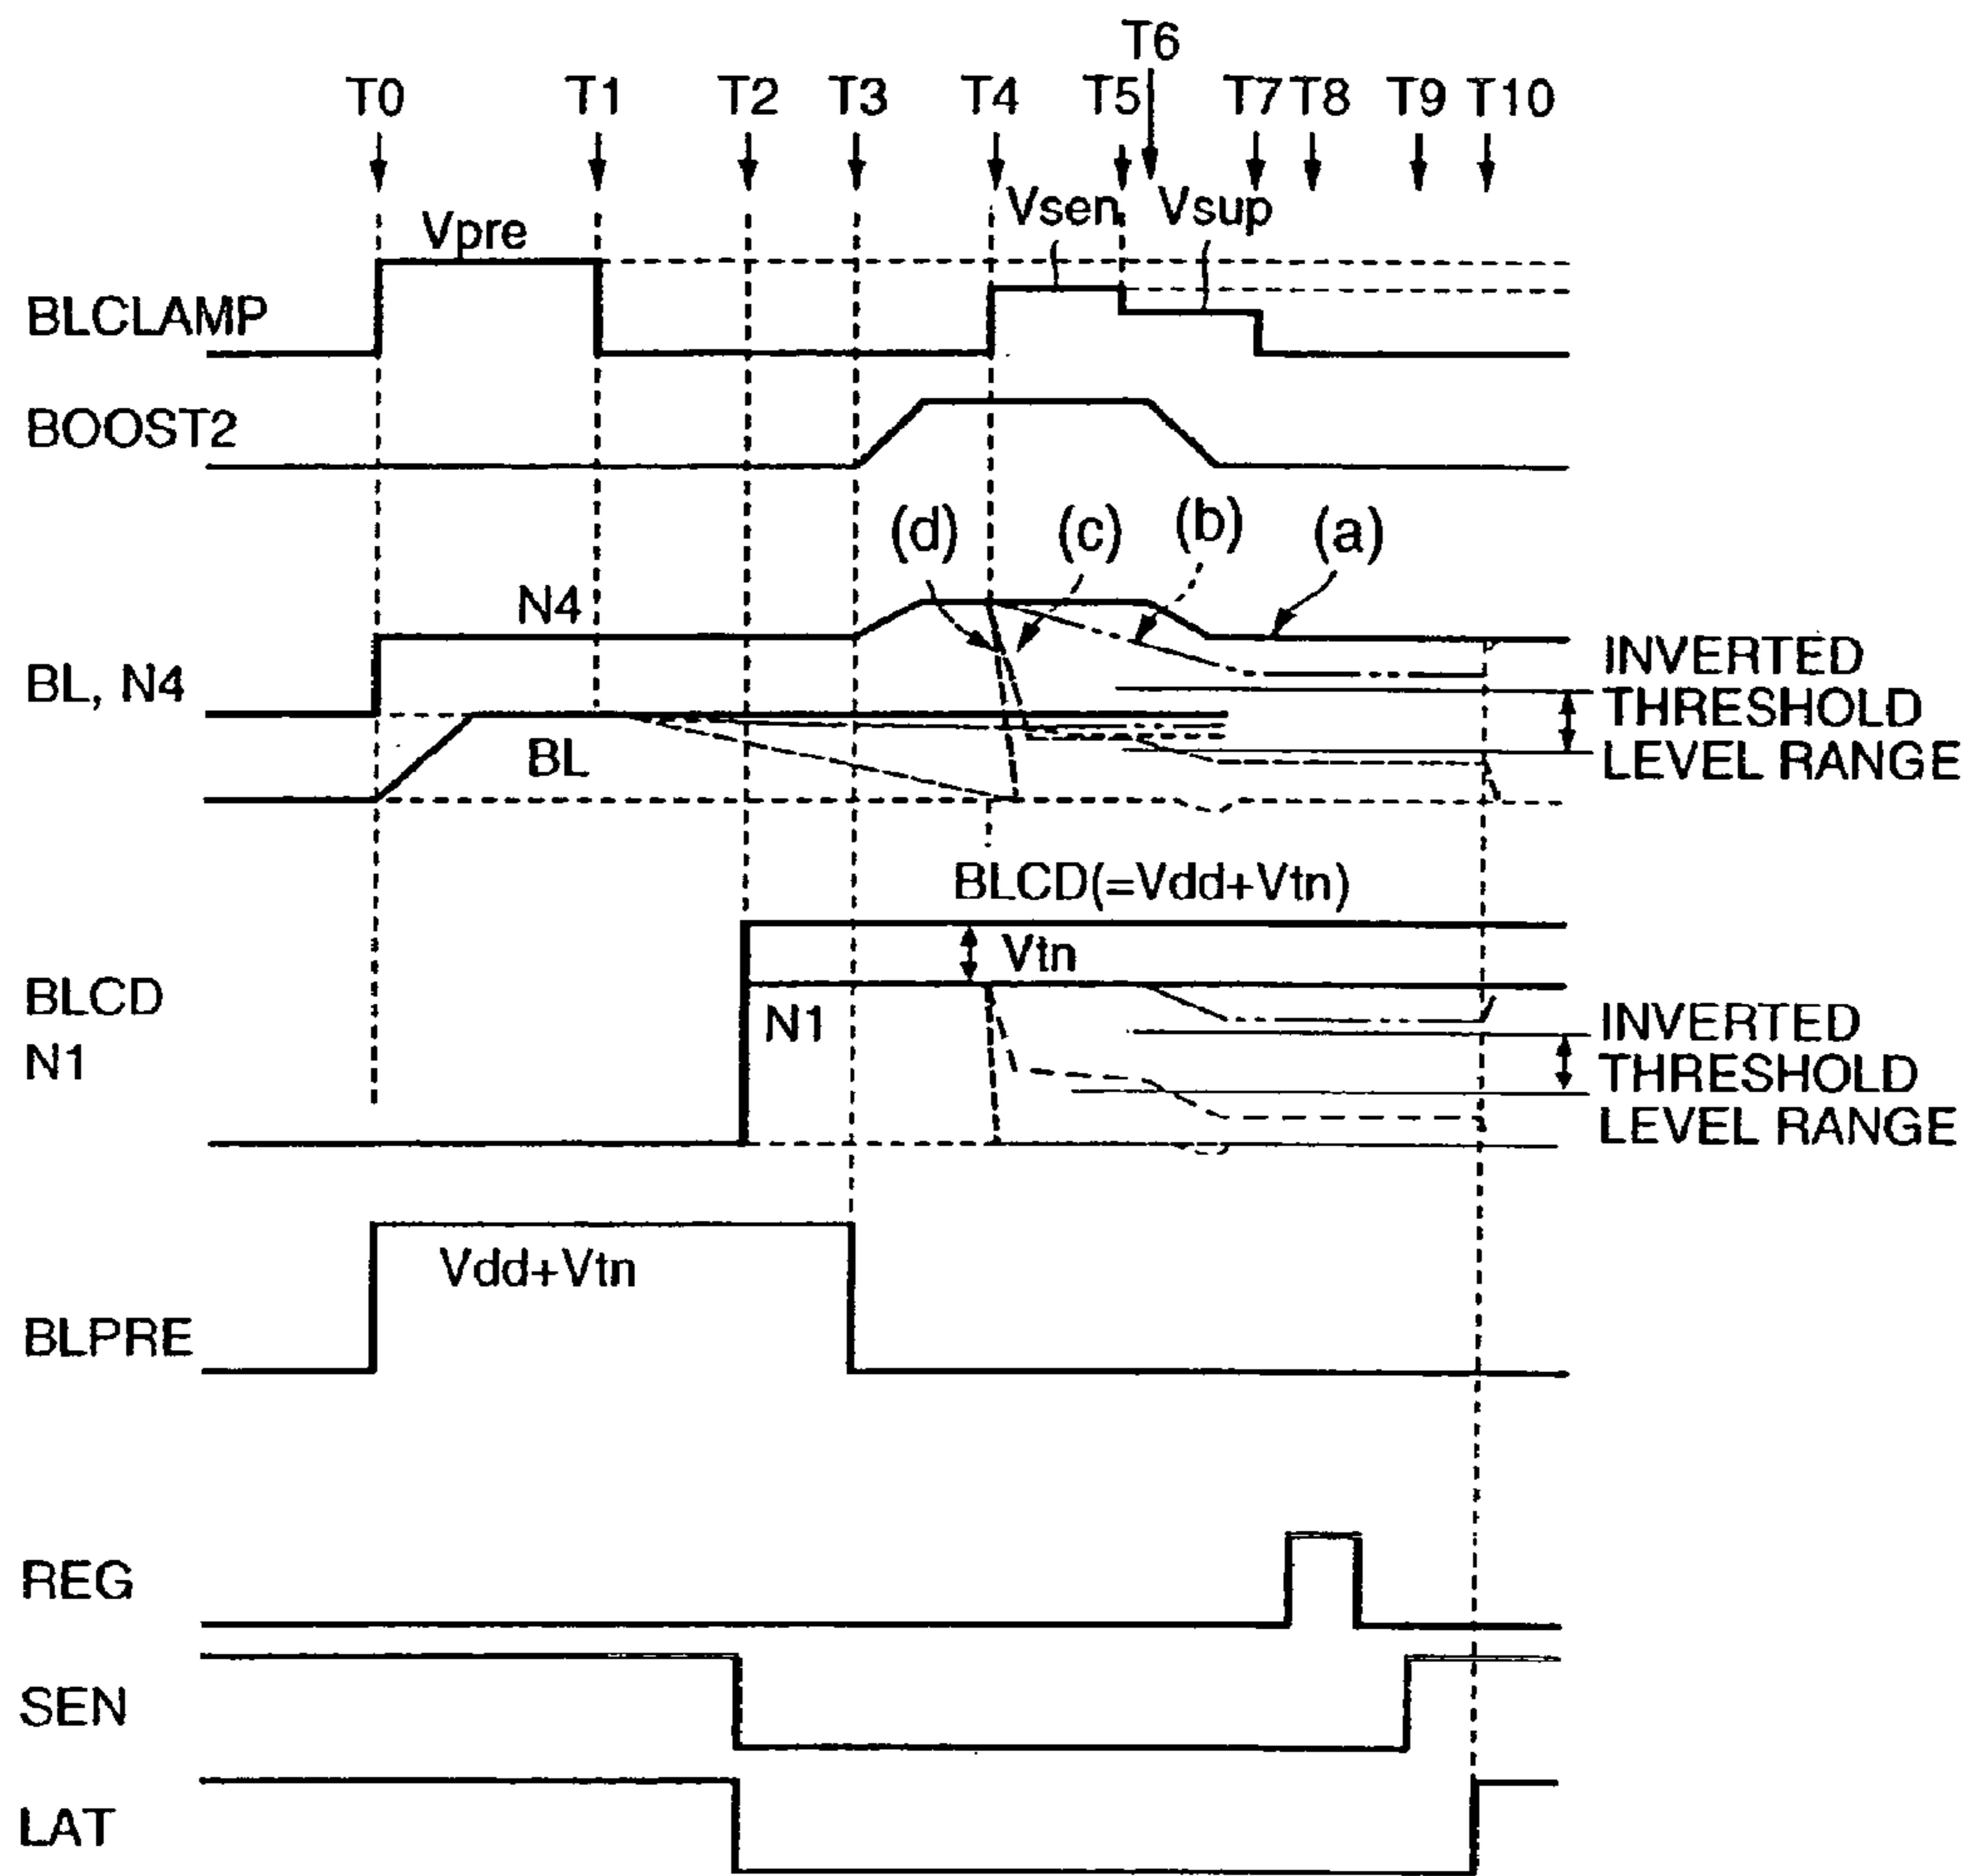 T6
T0 T1 T2 T3 T4 T5 T7 T8 T9 T10
Vpre Vsen Vsup
BLCLAMP
BOOST2
(d) (c) (b) (a)
N4
BL, N4
BL
INVERTED
THRESHOLD
LEVEL RANGE
BLCD(=Vdd+Vtn)
Vtn
BLCD
N1
N1
INVERTED
THRESHOLD
LEVEL RANGE
Vdd+Vtn
BLPRE
REG
SEN
LAT